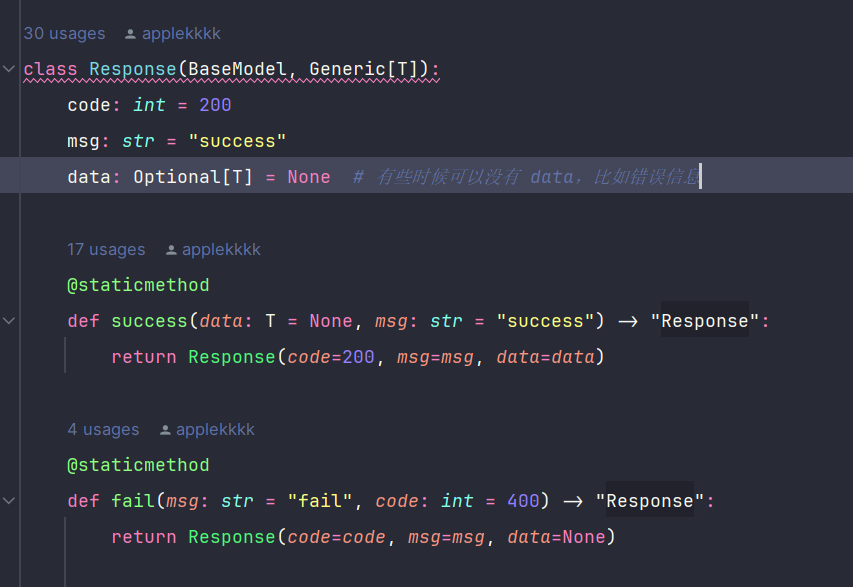 30 usages applekkkk
class Response(BaseModel, Generic[T]):
code: int = 200
msg: str = "success"
data: Optional[T] = None # 有些时候可以没有 data，比如错误信息
17 usages applekkkk
@staticmethod
def success(data: T = None, msg: str = "success") -> "Response":
return Response(code=200, msg=msg, data=data)
4 usages applekkkk
@staticmethod
def fail(msg: str = "fail", code: int = 400) -> "Response":
return Response(code=code, msg=msg, data=None)